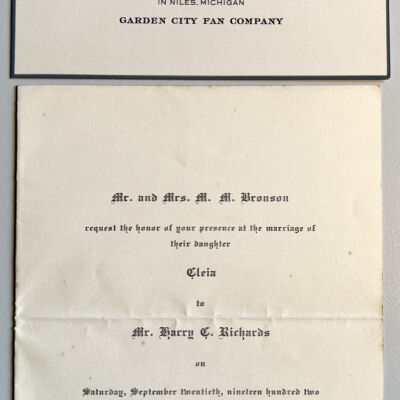 IN NILES, MICHIGAN
GARDEN CITY FAN COMPANY
Mr. and Mrs. M. M. Bronson
request the honor of your presence at the marriage of
their daughter
Cleia
to
Mr. Harry C. Richards
on
Saturday, September twentieth, nineteen hundred two